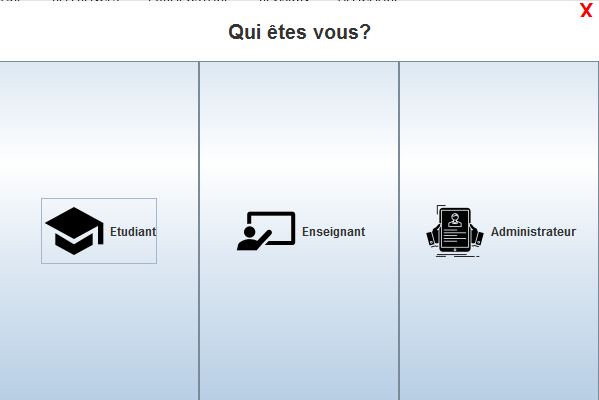 X
Qui êtes vous?
Etudiant
Enseignant
Administrateur